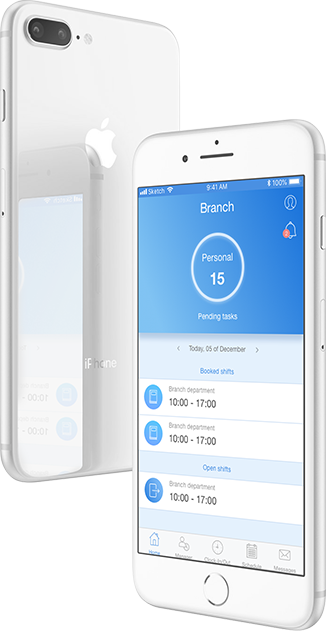 Sketch 9:41 AM 100%
Branch
Personal
15
Pending tasks
Today, 05 of December
Booked shifts
Branch department
10:00 - 17:00
Branch department
10:00 - 17:00
Open shifts
Branch department
10:00 - 17:00
Home Manager Clock In/Out Schedule Messages
iPhone